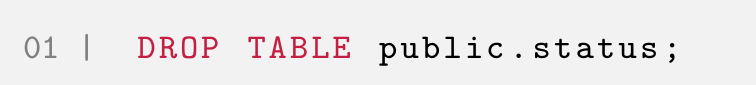 01 | DROP TABLE public.status;